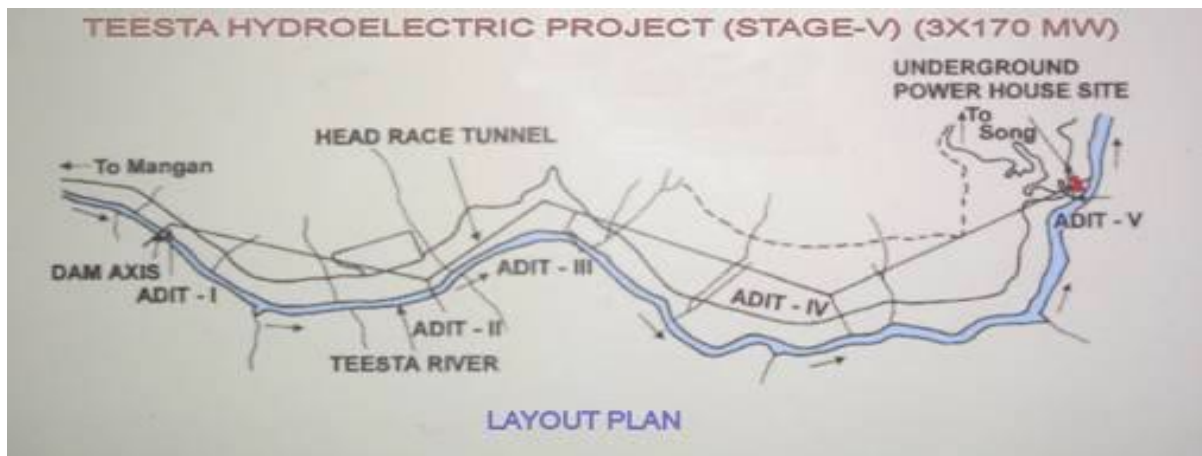 TEESTA HYDROELECTRIC PROJECT (STAGE-V) (3X170 MW)
UNDERGROUND
POWER HOUSE SITE
To
Song
HEAD RACE TUNNEL
To Mangan
ADIT - V
DAM AXIS
ADIT - I
ADIT - III
ADIT - IV
ADIT - II
TEESTA RIVER
LAYOUT PLAN